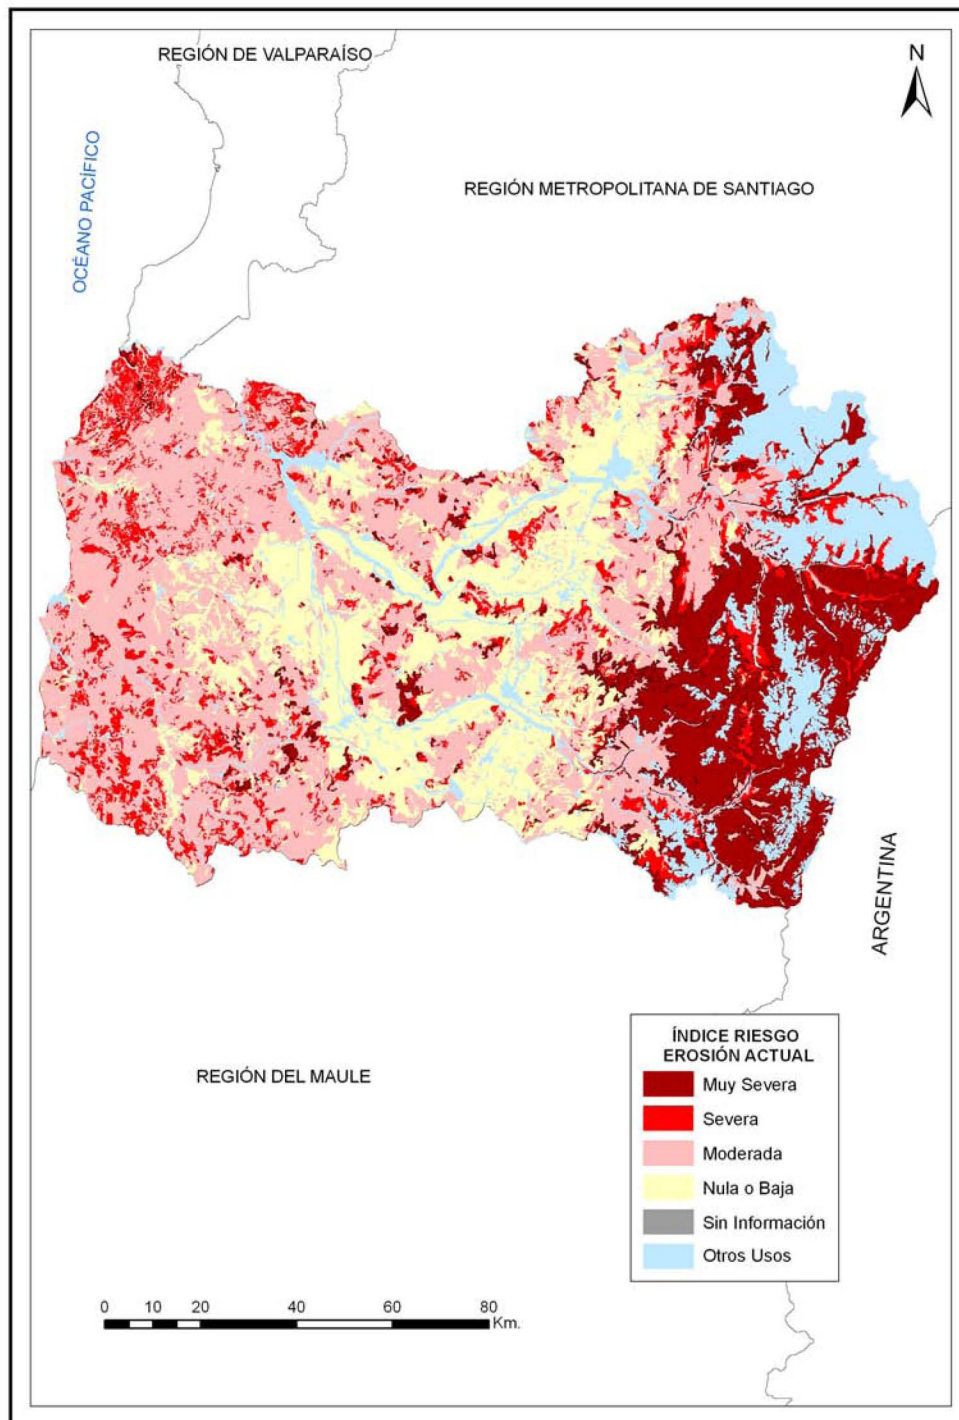 REGIÓN DE VALPARAÍSO
N
OCÉANO PACÍFICO
REGIÓN METROPOLITANA DE SANTIAGO
ARGENTINA
REGIÓN DEL MAULE
ÍNDICE RIESGO
EROSIÓN ACTUAL
Muy Severa
Severa
Moderada
Nula o Baja
Sin Información
Otros Usos
0 10 20 40 60 80
Km.